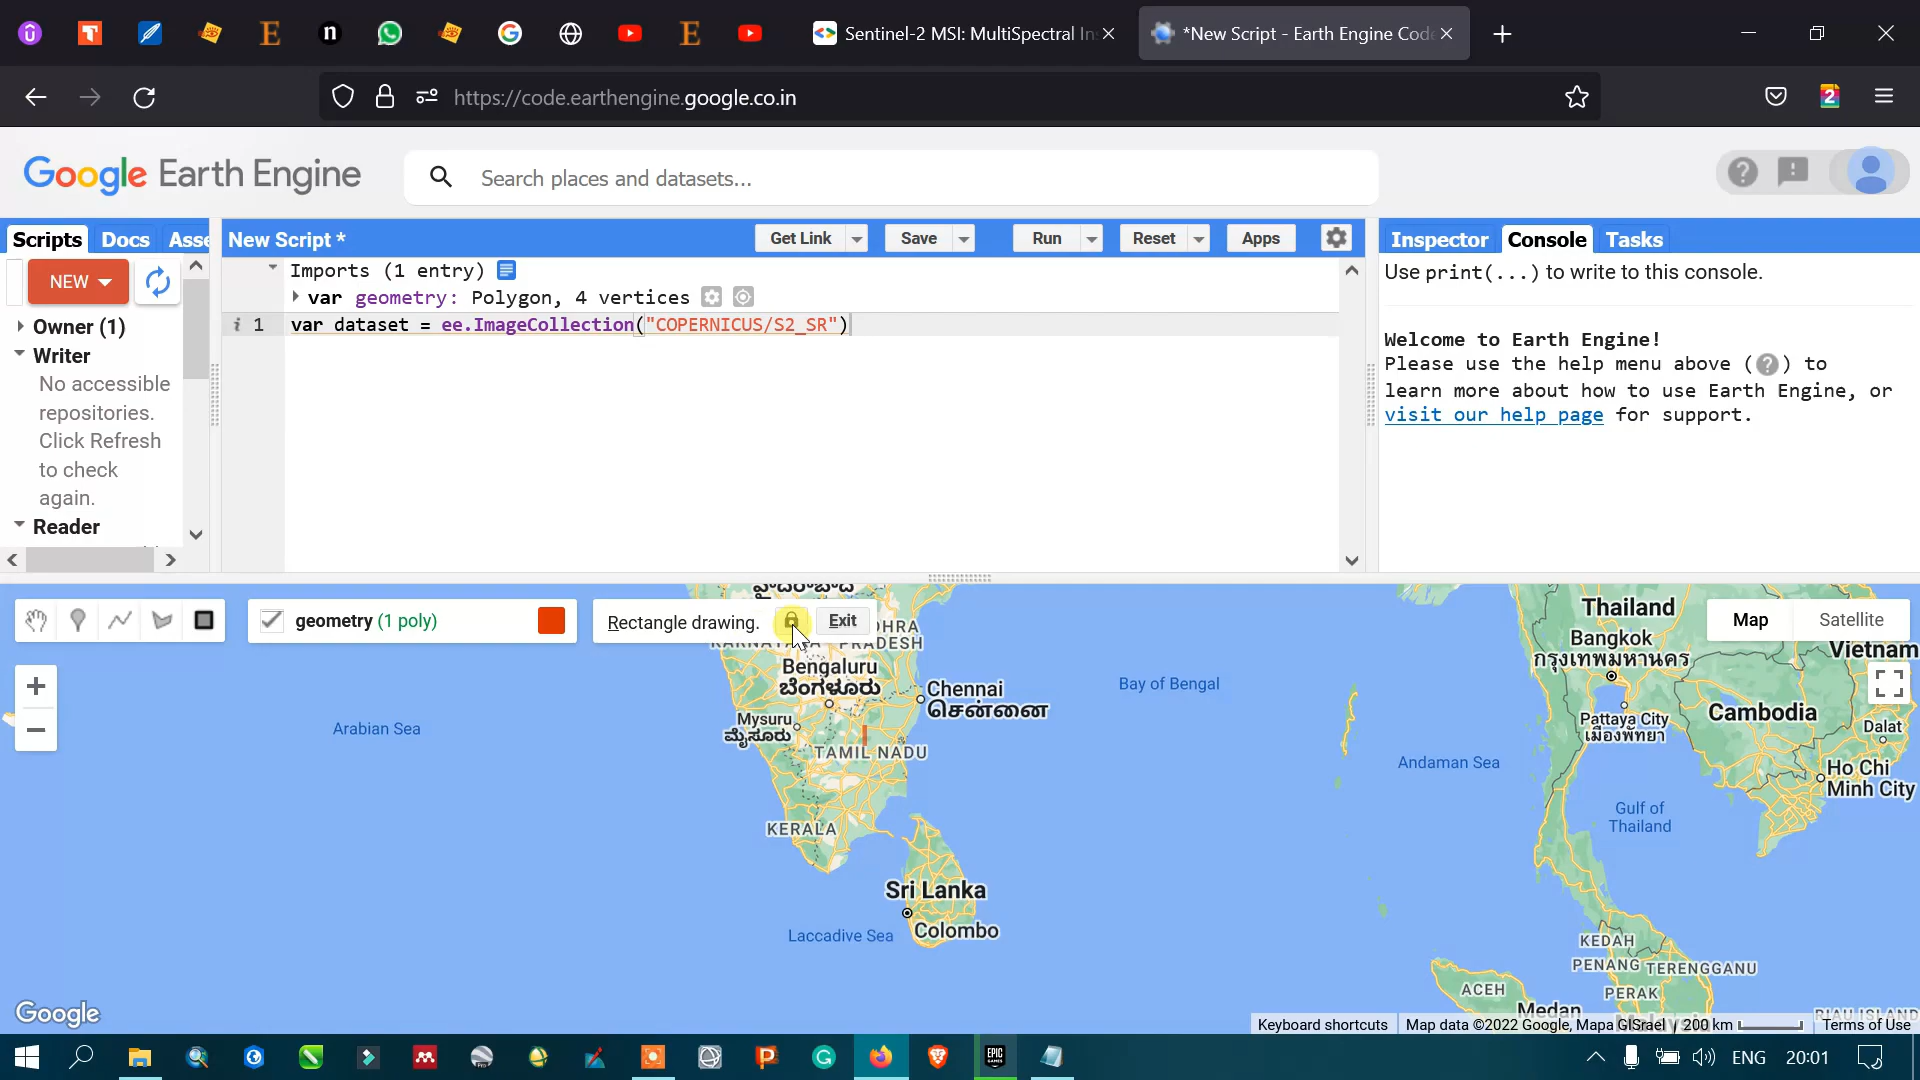 Sentinel-2 MSI: MultiSpectral In
*New Script - Earth Engine Code
https://code.earthengine.google.co.in
2
Google Earth Engine
Search places and datasets...
Scripts
Docs
Asse
New Script *
Get Link
Save
Run
Reset
Apps
Inspector
Console
Tasks
NEW
Owner (1)
Writer
No accessible
repositories.
Click Refresh
to check
again.
Reader
Imports (1 entry)
var geometry: Polygon, 4 vertices
i 1 var dataset = ee.ImageCollection("COPERNICUS/S2_SR")
Use print(...) to write to this console.
Welcome to Earth Engine!
Please use the help menu above (?) to
learn more about how to use Earth Engine, or
visit our help page for support.
geometry (1 poly)
Rectangle drawing.
Exit
Map
Satellite
PRADESH
Bengaluru
ಬೆಂಗಳೂರು
Chennai
சென்னை
Mysuru
ಮೈಸೂರು
TAMIL NADU
KERALA
Arabian Sea
Bay of Bengal
Andaman Sea
Laccadive Sea
Sri Lanka
Colombo
Thailand
Bangkok
กรุงเทพมหานคร
Vietnam
Pattaya City
เมืองพัทยา
Cambodia
Dalat
Ho Chi
Minh City
Gulf of
Thailand
KEDAH
PENANG
TERENGGANU
PERAK
ACEH
Medan
Google
Keyboard shortcuts
Map data ©2022 Google, Mapa GISrael
200 km
Terms of Use
ENG
20:01